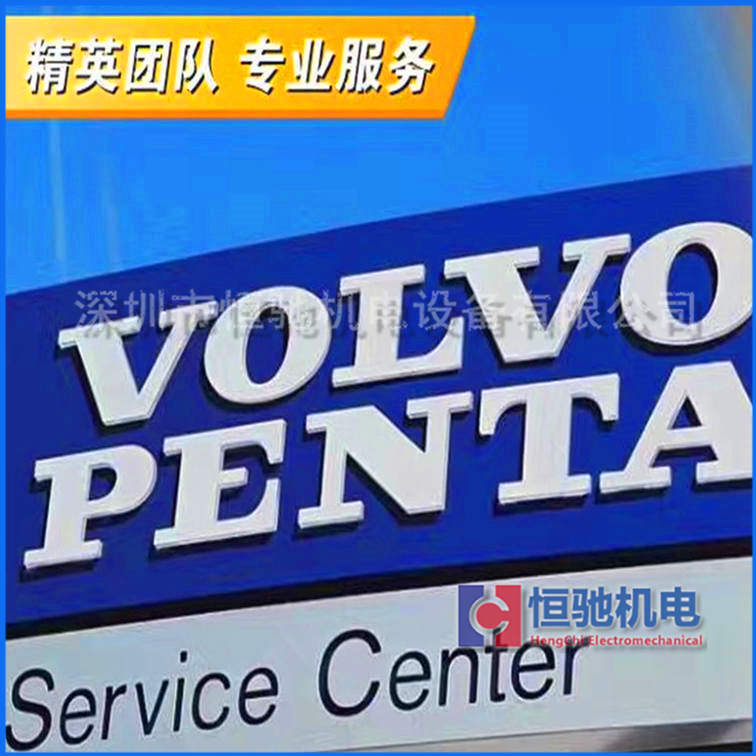 精英团队 专业服务
VOLVO
深圳市恒驰机电设备有限公司
PENTA
恒驰机电
HengChi Electromechanical
Service Center